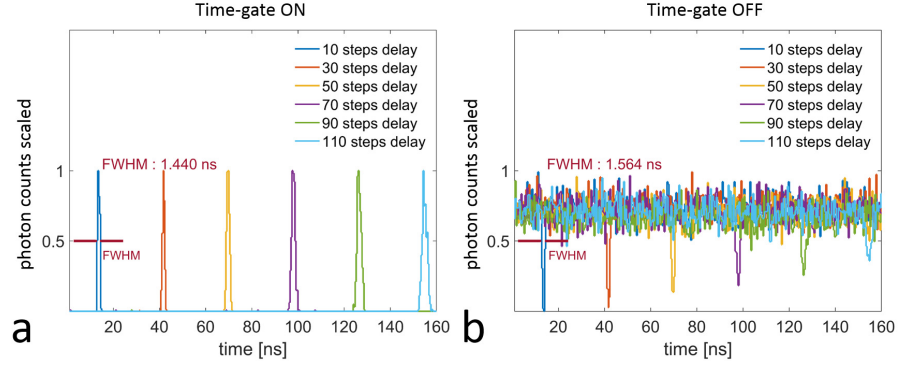 Time-gate ON
photon counts scaled
10 steps delay
30 steps delay
50 steps delay
70 steps delay
90 steps delay
110 steps delay
FWHM : 1.440 ns
1
0.5
FWHM
20 40 60 80 100 120 140 160
time [ns]
a
Time-gate OFF
photon counts scaled
10 steps delay
30 steps delay
50 steps delay
70 steps delay
90 steps delay
110 steps delay
FWHM : 1.564 ns
1
0.5
FWHM
20 40 60 80 100 120 140 160
time [ns]
b